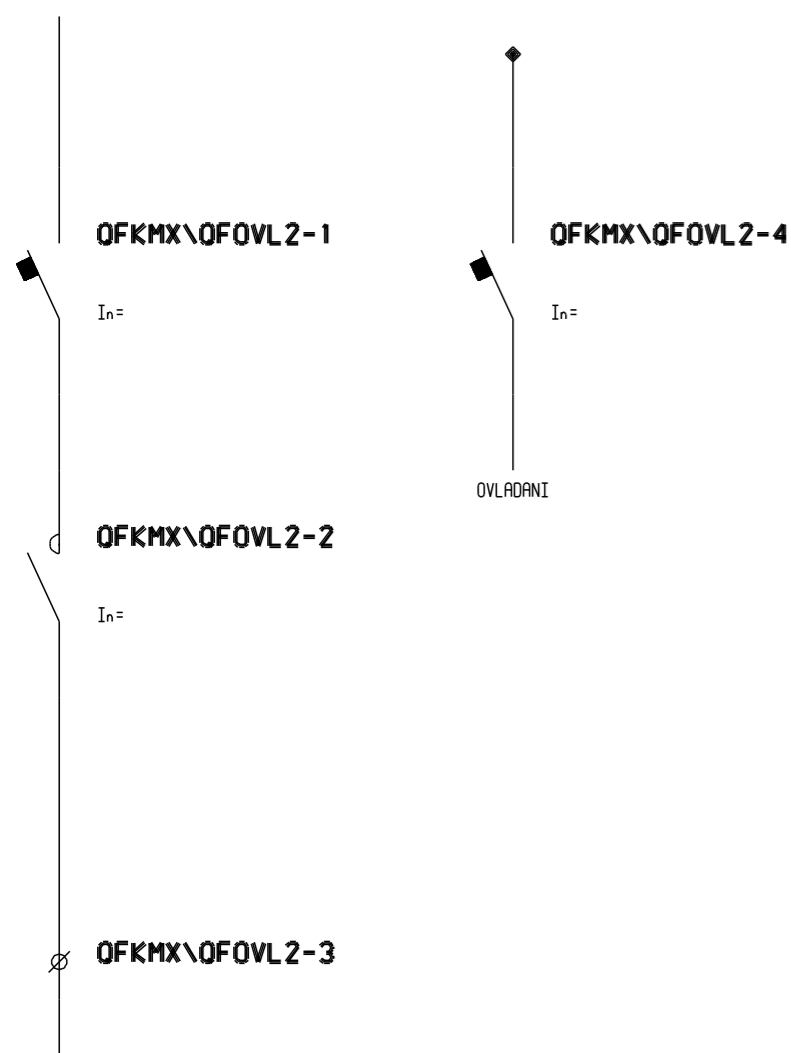 QFKMX\QFOVL2-1
In=
QFKMX\QFOVL2-4
In=
OVLADANI
QFKMX\QFOVL2-2
In=
QFKMX\QFOVL2-3